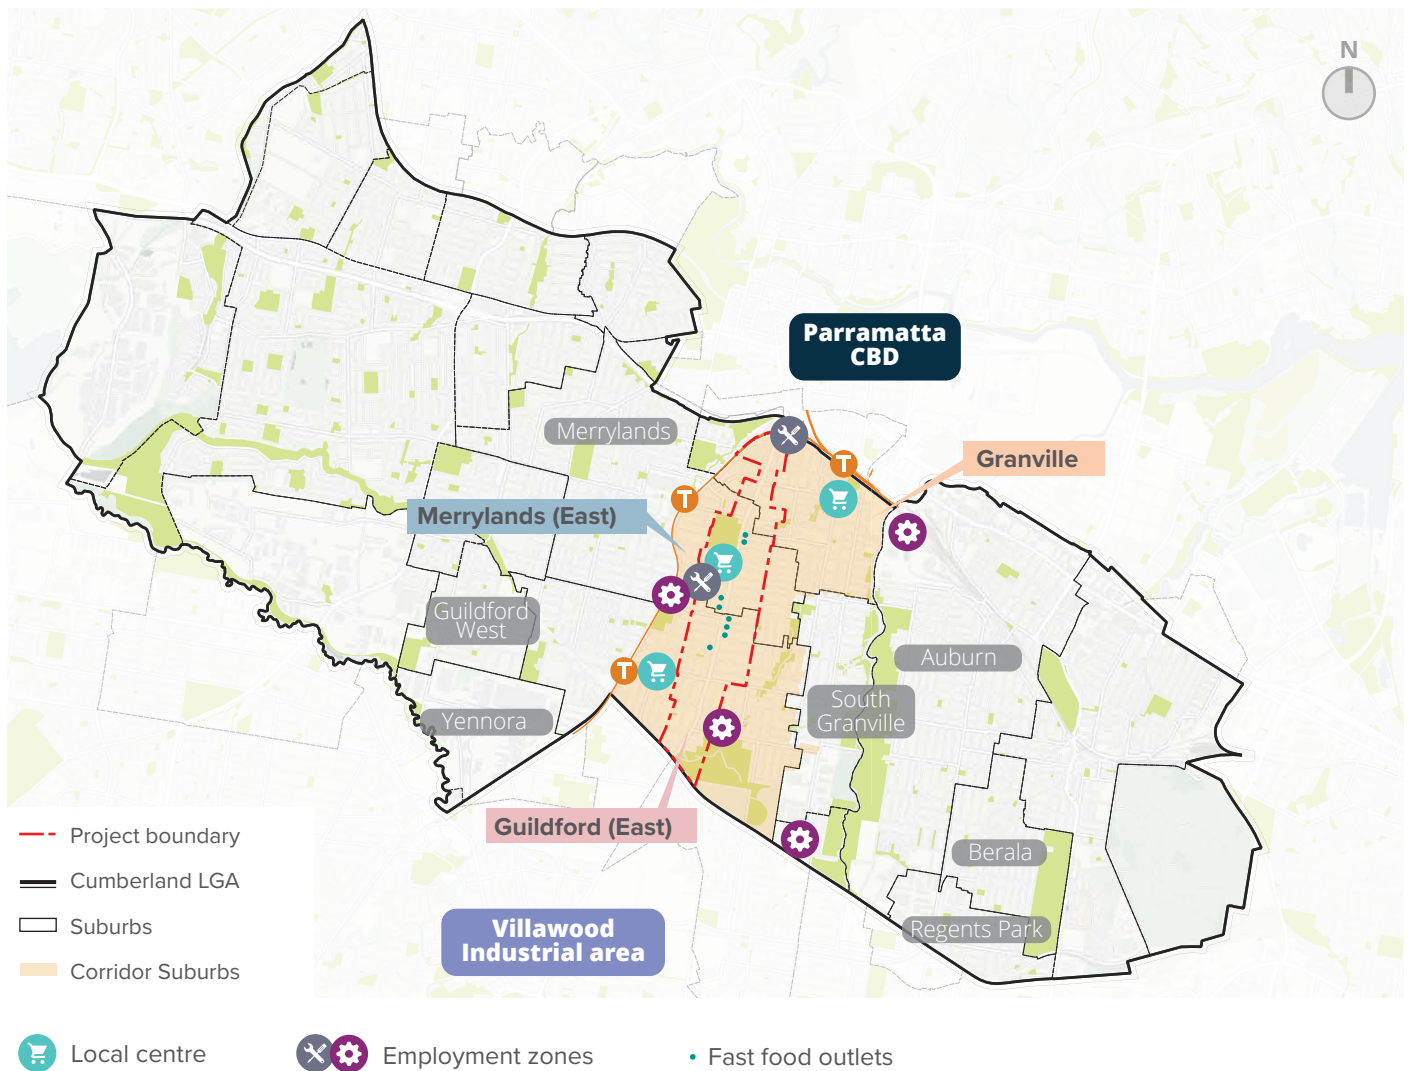 N
Parramatta
CBD
Merrylands
T
Granville
T
Merrylands (East)
Guildford
West
Auburn
T
South
Granville
Yennora
Guildford (East)
Project boundary
Berala
Cumberland LGA
Villawood
Industrial area
Suburbs
Regents Park
Corridor Suburbs
Local centre
Employment zones
Fast food outlets